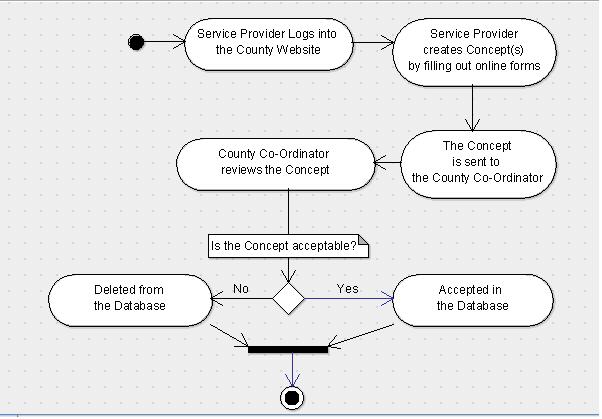 Service Provider Logs into
the County Website
Service Provider
creates Concept(s)
by filling out online forms
The Concept
is sent to
the County Co-Ordinator
County Co-Ordinator
reviews the Concept
Is the Concept acceptable?
No
Yes
Deleted from
the Database
Accepted in
the Database